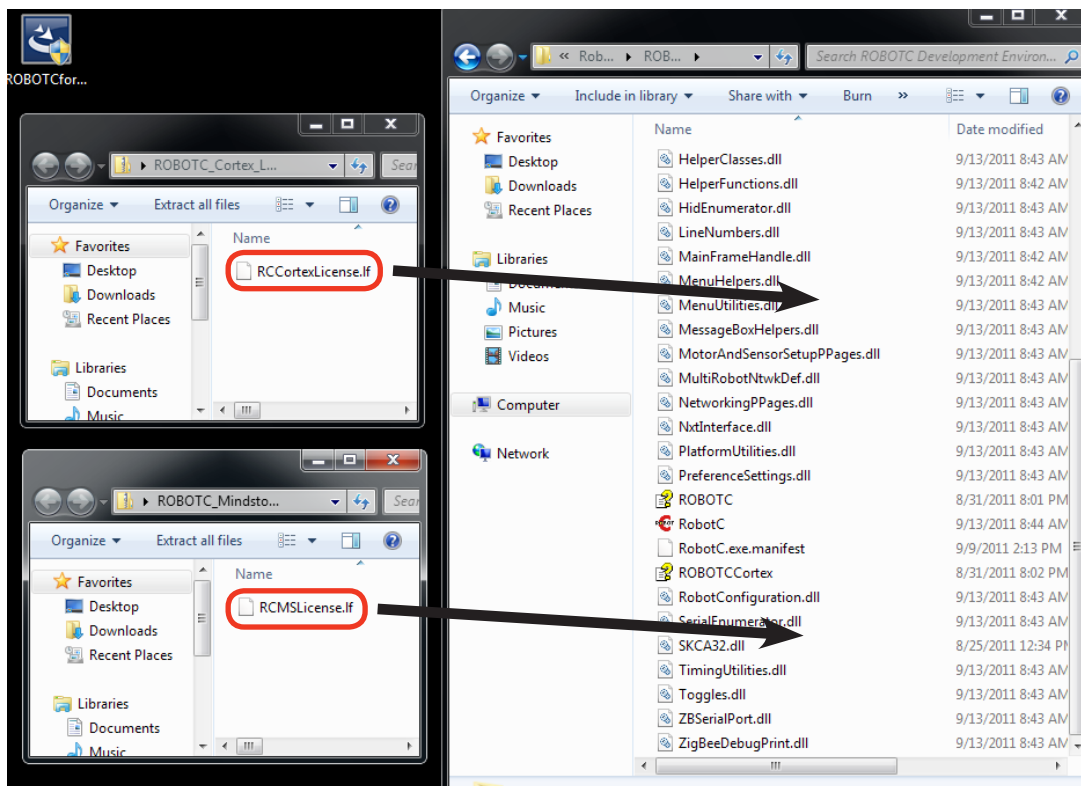 ROBOTCfor...
ROBOTC_Cortex_L...
Sear
Organize
Extract all files
Favorites
Desktop
Downloads
Recent Places
Libraries
Documents
Music
Name
RCCortexLicense.lf
ROBOTC_Mindsto...
Sear
Organize
Extract all files
Favorites
Desktop
Downloads
Recent Places
Libraries
Documents
Music
Name
RCMSLicense.lf
« Rob... ROB...
Search ROBOTC Development Environ...
Organize Include in library Share with Burn »
Favorites
Desktop
Downloads
Recent Places
Libraries
Music
Pictures
Videos
Computer
Network
Name Date modified
HelperClasses.dll 9/13/2011 8:43 AM
HelperFunctions.dll 9/13/2011 8:42 AM
HidEnumerator.dll 9/13/2011 8:43 AM
LineNumbers.dll 9/13/2011 8:43 AM
MainFrameHandle.dll 9/13/2011 8:42 AM
MenuHelpers.dll 9/13/2011 8:42 AM
MenuUtilities.dll 9/13/2011 8:43 AM
MessageBoxHelpers.dll 9/13/2011 8:43 AM
MotorAndSensorSetupPPages.dll 9/13/2011 8:43 AM
MultiRobotNtwkDef.dll 9/13/2011 8:43 AM
NetworkingPPages.dll 9/13/2011 8:43 AM
NxtInterface.dll 9/13/2011 8:43 AM
PlatformUtilities.dll 9/13/2011 8:43 AM
PreferenceSettings.dll 9/13/2011 8:43 AM
ROBOTC 8/31/2011 8:01 PM
RobotC 9/13/2011 8:44 AM
RobotC.exe.manifest 9/9/2011 2:13 PM
ROBOTCCortex 8/31/2011 8:02 PM
RobotConfiguration.dll 9/13/2011 8:43 AM
SerialEnumerator.dll 9/13/2011 8:43 AM
SKCA32.dll 8/25/2011 12:34 PM
TimingUtilities.dll 9/13/2011 8:43 AM
Toggles.dll 9/13/2011 8:43 AM
ZBSerialPort.dll 9/13/2011 8:43 AM
ZigBeeDebugPrint.dll 9/13/2011 8:43 AM